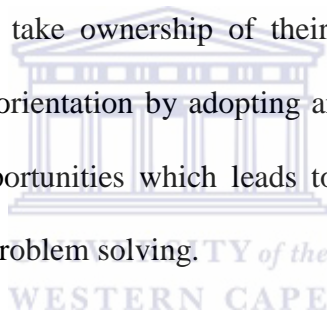 take ownership of their
orientation by adopting a
portunities which leads to
roblem solving.
UNIVERSITY of the
WESTERN CAPE